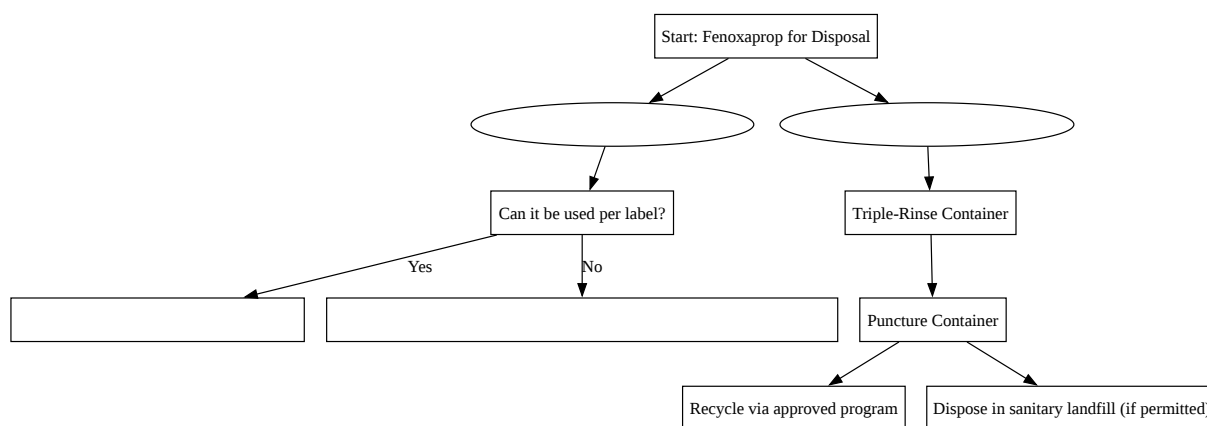 Start: Fenoxaprop for Disposal
Can it be used per label?
Triple-Rinse Container
Yes
No
Puncture Container
Recycle via approved program
Dispose in sanitary landfill (if permitted)